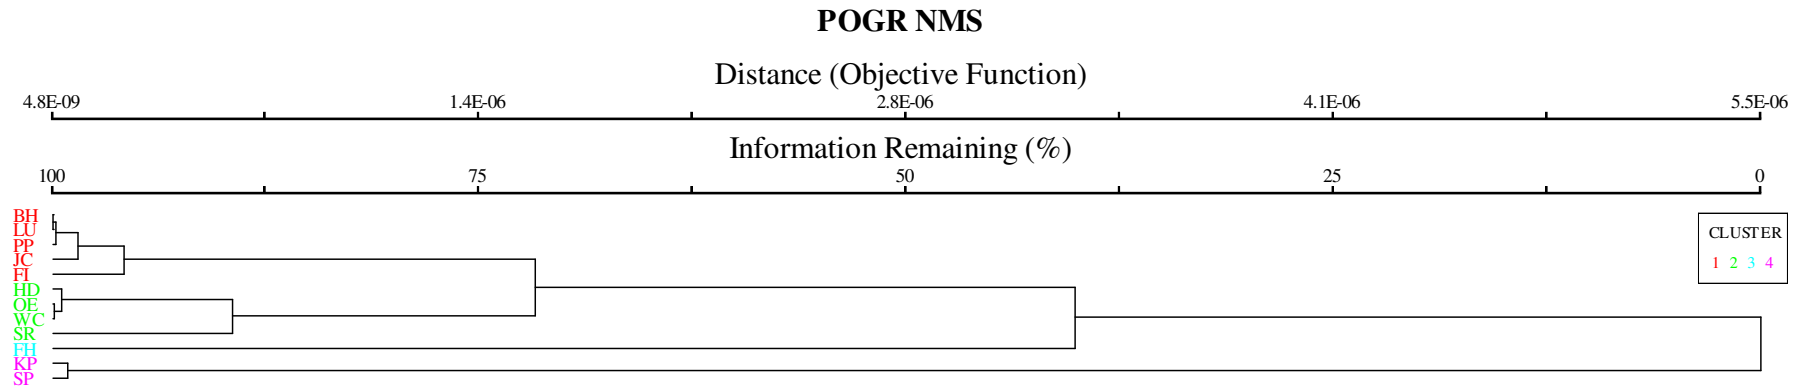 POGR NMS
Distance (Objective Function)
4.8E-09 1.4E-06 2.8E-06 4.1E-06 5.5E-06
Information Remaining (%)
100 75 50 25 0
BH
LU
PP
JC
FI
HD
OE
WC
SR
FH
KP
SP
CLUSTER
1 2 3 4